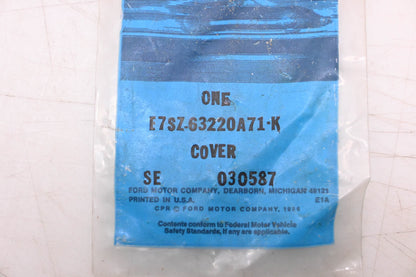 ONE
E7SZ-63220A71-K
COVER
SE 030587
FORD MOTOR COMPANY, DEARBORN, MICHIGAN 48121
PRINTED IN U.S.A. E1A
CPR © FORD MOTOR COMPANY, 1986
Contents conform to Federal Motor Vehicle
Safety Standards, if any are applicable.